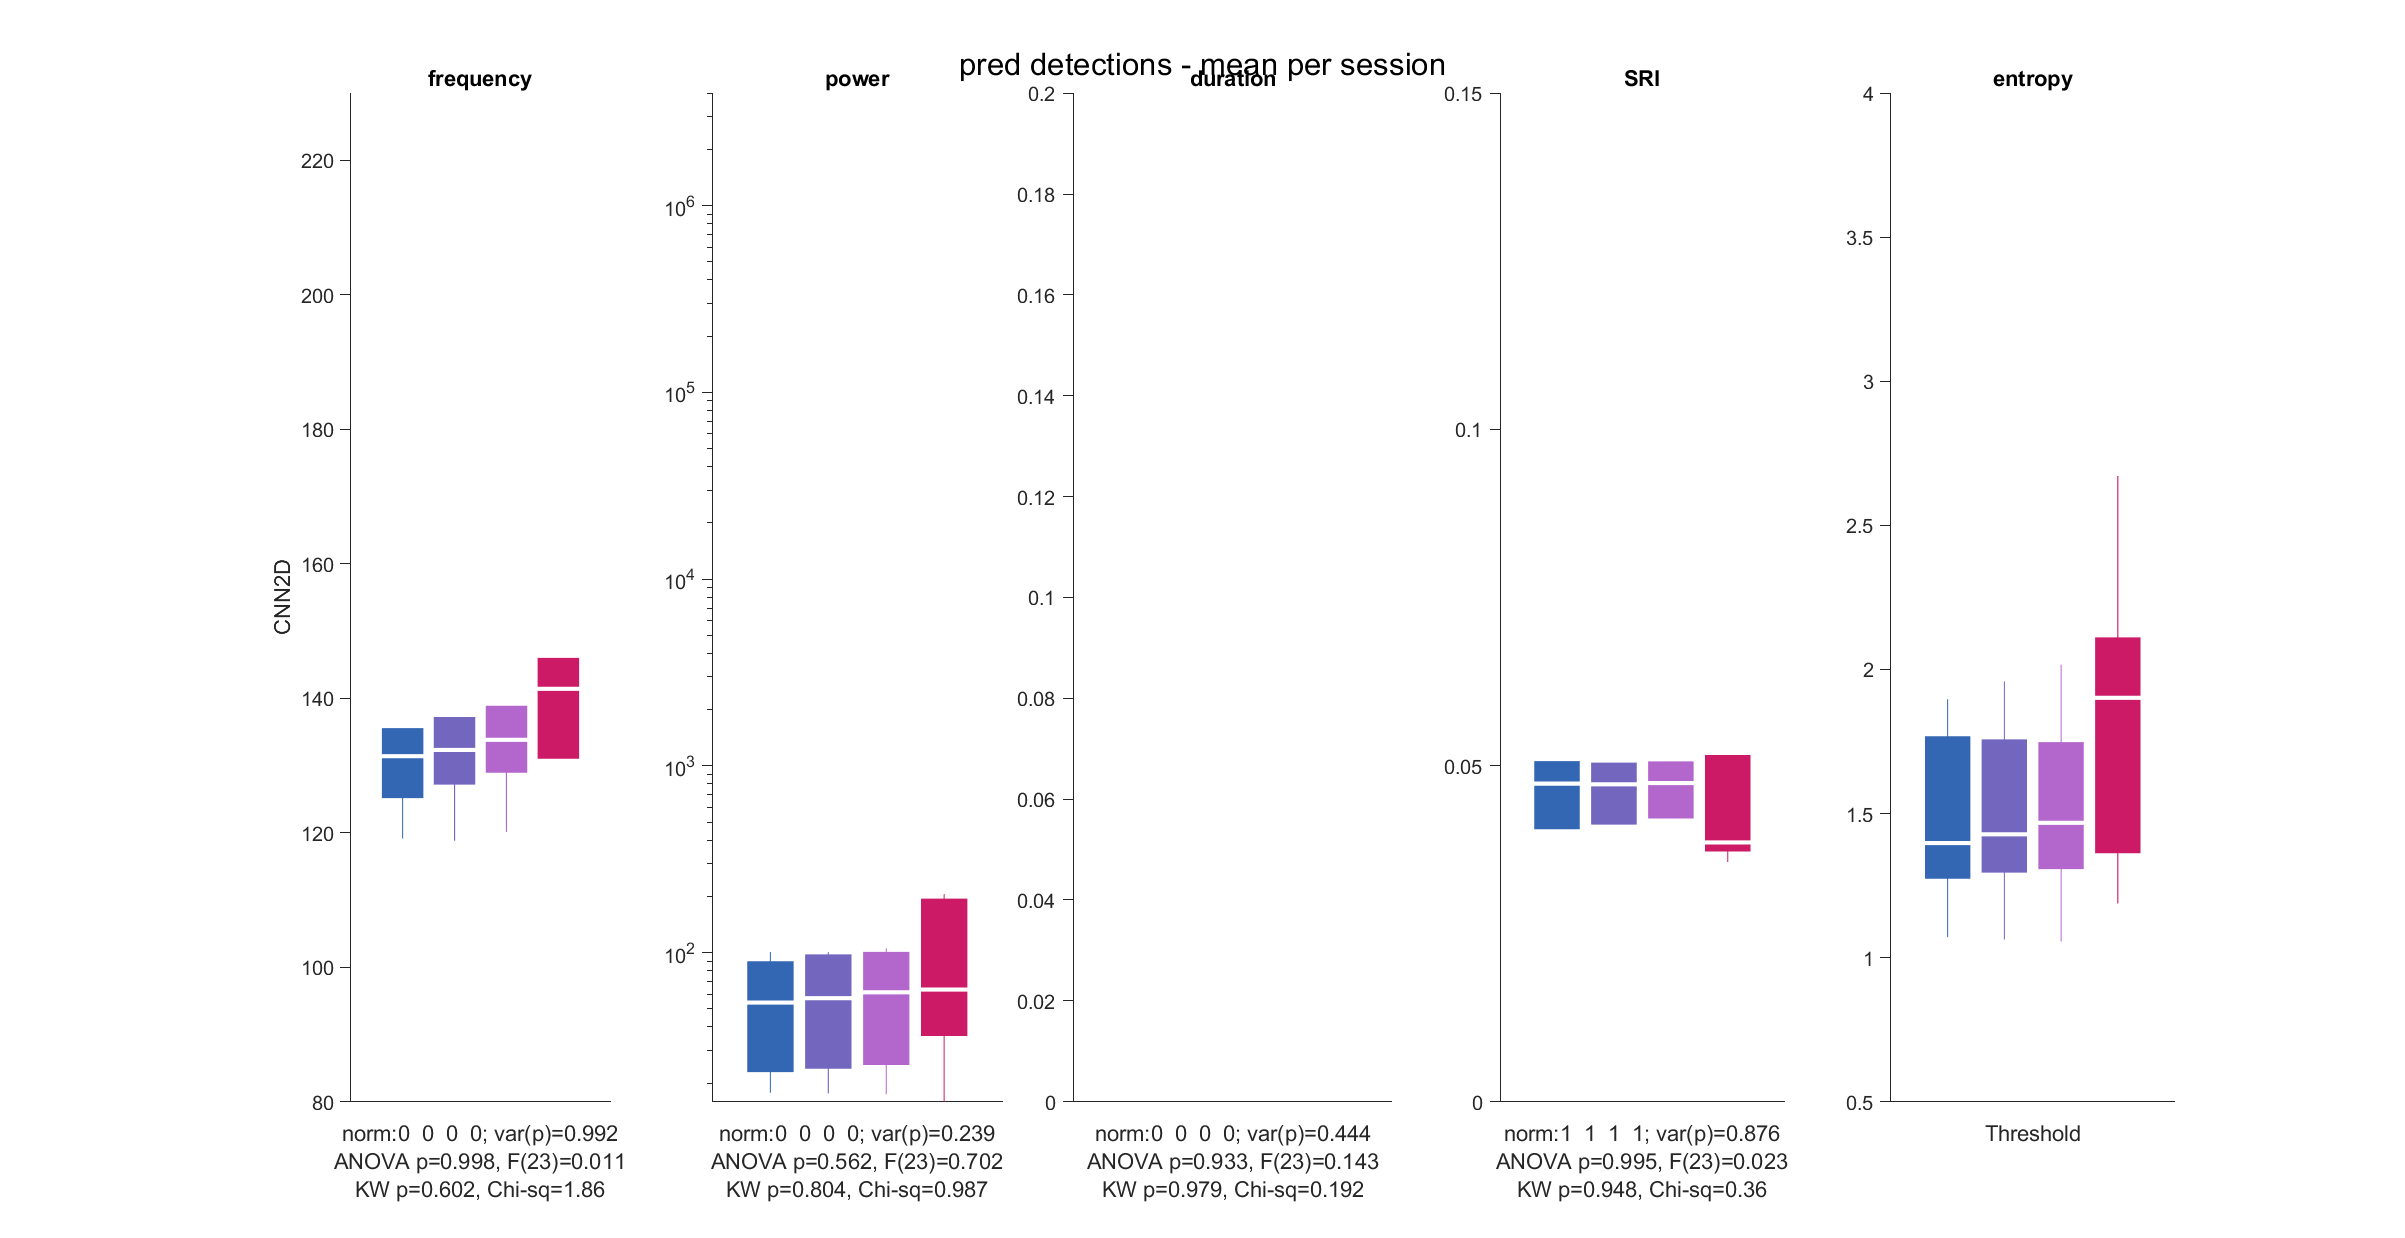 pred detections - mean per session
frequency
power
duration
SRI
entropy
CNN2D
220
200
180
160
140
120
100
80
10^6
10^5
10^4
10^3
10^2
0.2
0.18
0.16
0.14
0.12
0.1
0.08
0.06
0.04
0.02
0
0.15
0.1
0.05
0
4
3.5
3
2.5
2
1.5
1
0.5
norm:0 0 0 0; var(p)=0.992
ANOVA p=0.998, F(23)=0.011
KW p=0.602, Chi-sq=1.86
norm:0 0 0 0; var(p)=0.239
ANOVA p=0.562, F(23)=0.702
KW p=0.804, Chi-sq=0.987
norm:0 0 0 0; var(p)=0.444
ANOVA p=0.933, F(23)=0.143
KW p=0.979, Chi-sq=0.192
norm:1 1 1 1; var(p)=0.876
ANOVA p=0.995, F(23)=0.023
KW p=0.948, Chi-sq=0.36
Threshold